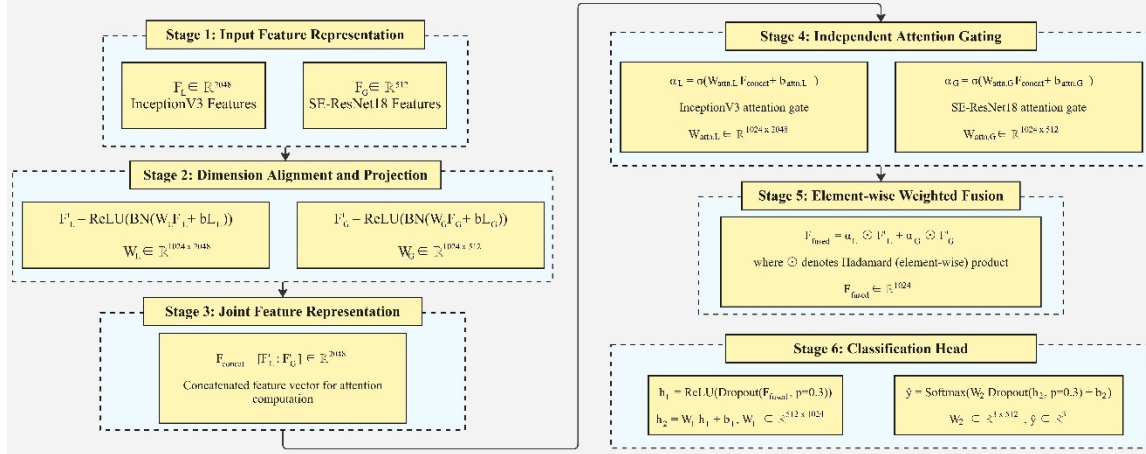 Stage 1: Input Feature Representation
F_L ∈ ℝ^2048
InceptionV3 Features
F_G ∈ ℝ^512
SE-ResNet18 Features
Stage 2: Dimension Alignment and Projection
F'_L – ReLU(BN(W_L F_L + bL_L))
W_L ∈ ℝ^1024 x 2048
F'_G – ReLU(BN(W_G F_G + bL_G))
W_G ∈ ℝ^1024 x 512
Stage 3: Joint Feature Representation
F_concat [F'_L : F'_G] ∈ ℝ^2048
Concatenated feature vector for attention
computation
Stage 4: Independent Attention Gating
α_L = σ(W_attn.L F_concat + b_attn.L )
InceptionV3 attention gate
W_attn.L ∈ ℝ^1024 x 2048
α_G = σ(W_attn.G F_concat + b_attn.G )
SE-ResNet18 attention gate
W_attn.G ∈ ℝ^1024 x 512
Stage 5: Element-wise Weighted Fusion
F_fused = α_L ⊙ F'_L + α_G ⊙ F'_G
where ⊙ denotes Hadamard (element-wise) product
F_fused ∈ ℝ^1024
Stage 6: Classification Head
h_1 = ReLU(Dropout(F_fused, p=0.3))
h_2 = W_1 h_1 + b_1, W_1 ⊂ ℝ^512 x 1024
ŷ = Softmax(W_2 Dropout(h_2, p=0.3) – b_2)
W_2 ⊂ ℝ^3 x 512 , ŷ ⊂ ℝ^3